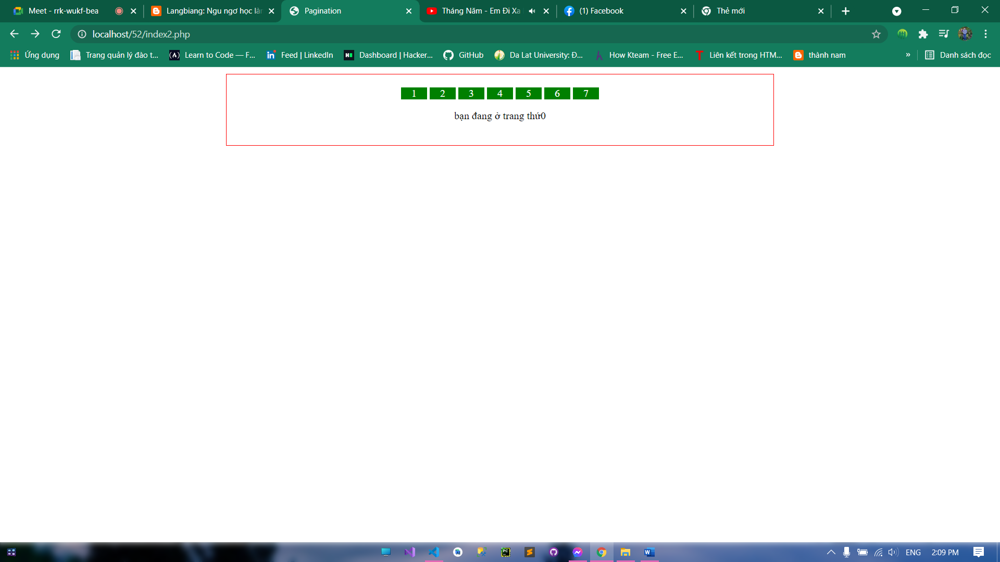 Meet - rrk-wukf-bea
Langbiang: Ngu ngơ học làr
Pagination
Tháng Năm - Em Đi Xa
(1) Facebook
Thẻ mới
localhost/52/index2.php
Ứng dụng
Trang quản lý đào t...
Learn to Code — F...
Feed | LinkedIn
Dashboard | Hacker...
GitHub
Da Lat University: Đ...
How Kteam - Free E...
Liên kết trong HTM...
thành nam
»
Danh sách đọc
1 2 3 4 5 6 7
bạn đang ở trang thứ0
ENG
2:09 PM